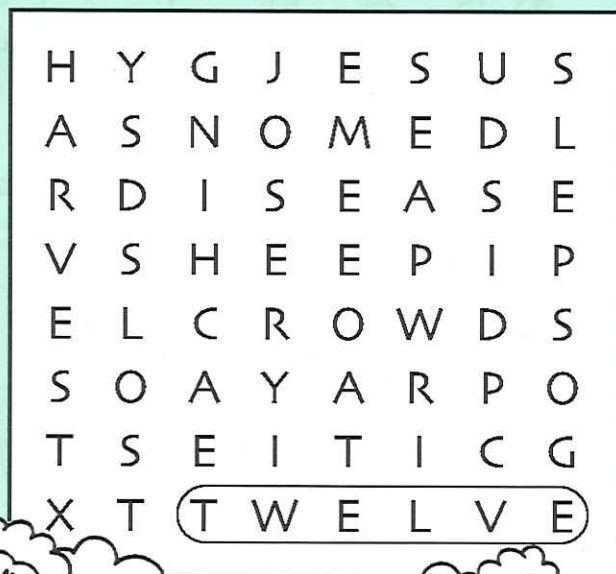 H Y G J E S U S
A S N O M E D L
R D I S E A S E
V S H E E P I P
E L C R O W D S
S O A Y A R P O
T S E I T I C G
X T T W E L V E